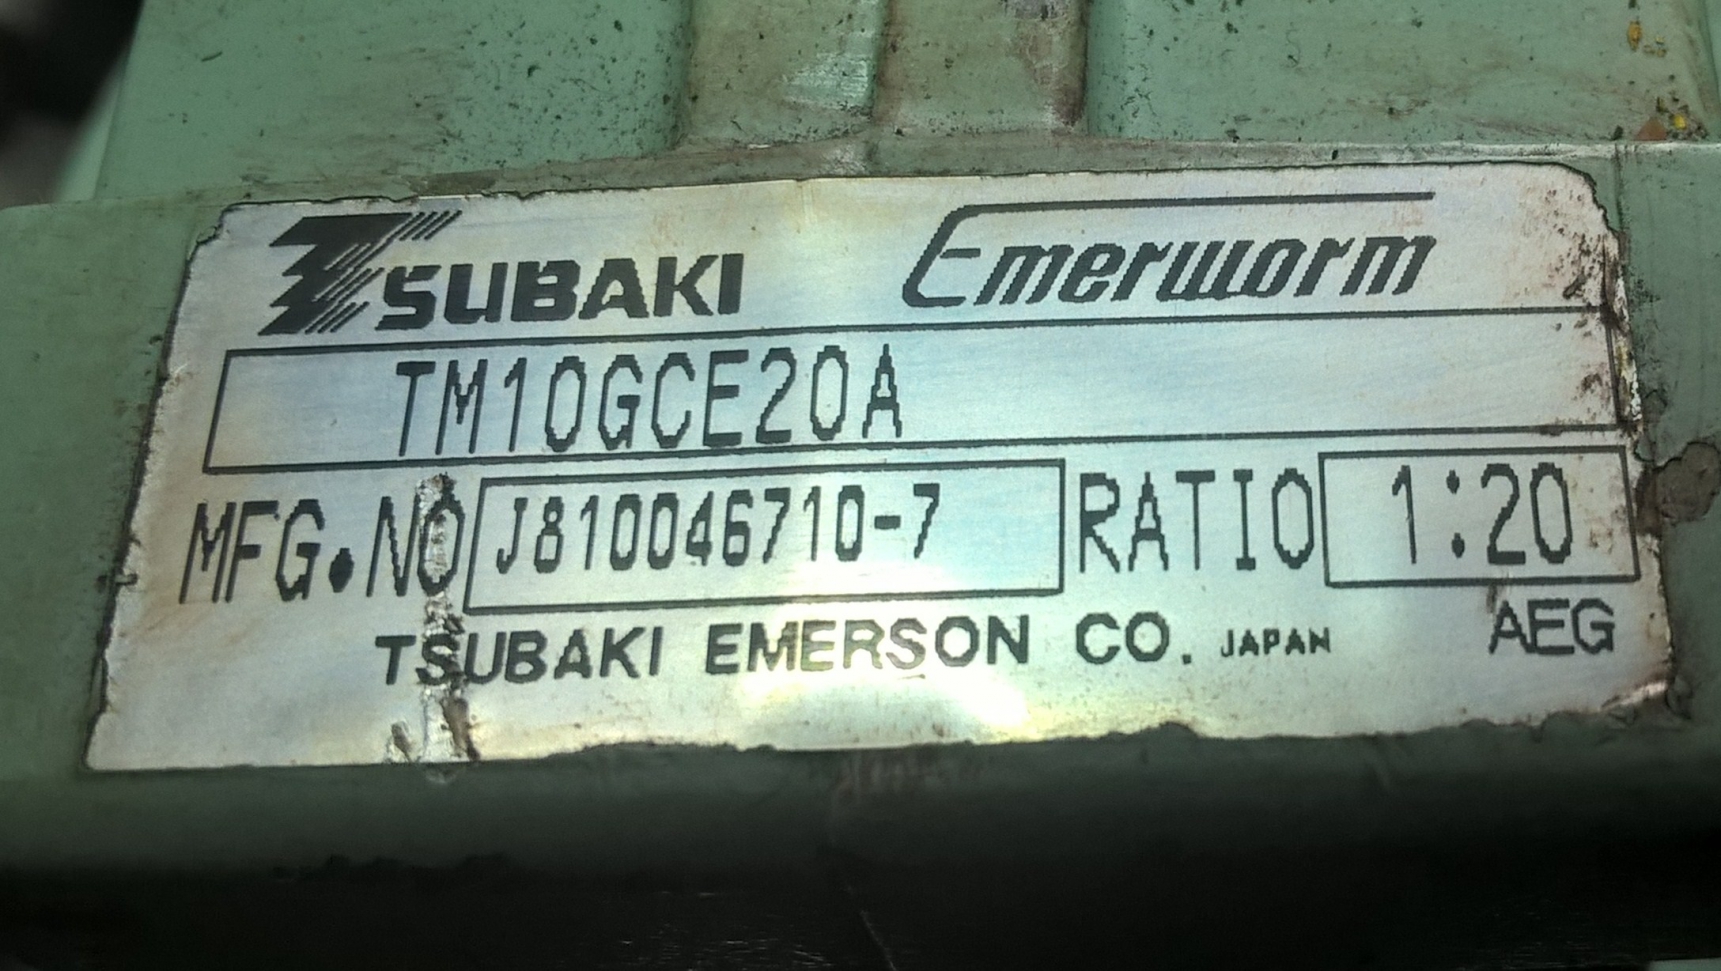 TSUBAKI Emerworm
TM10GCE20A
MFG.NO J810046710-7 RATIO 1:20
TSUBAKI EMERSON CO. JAPAN AEG